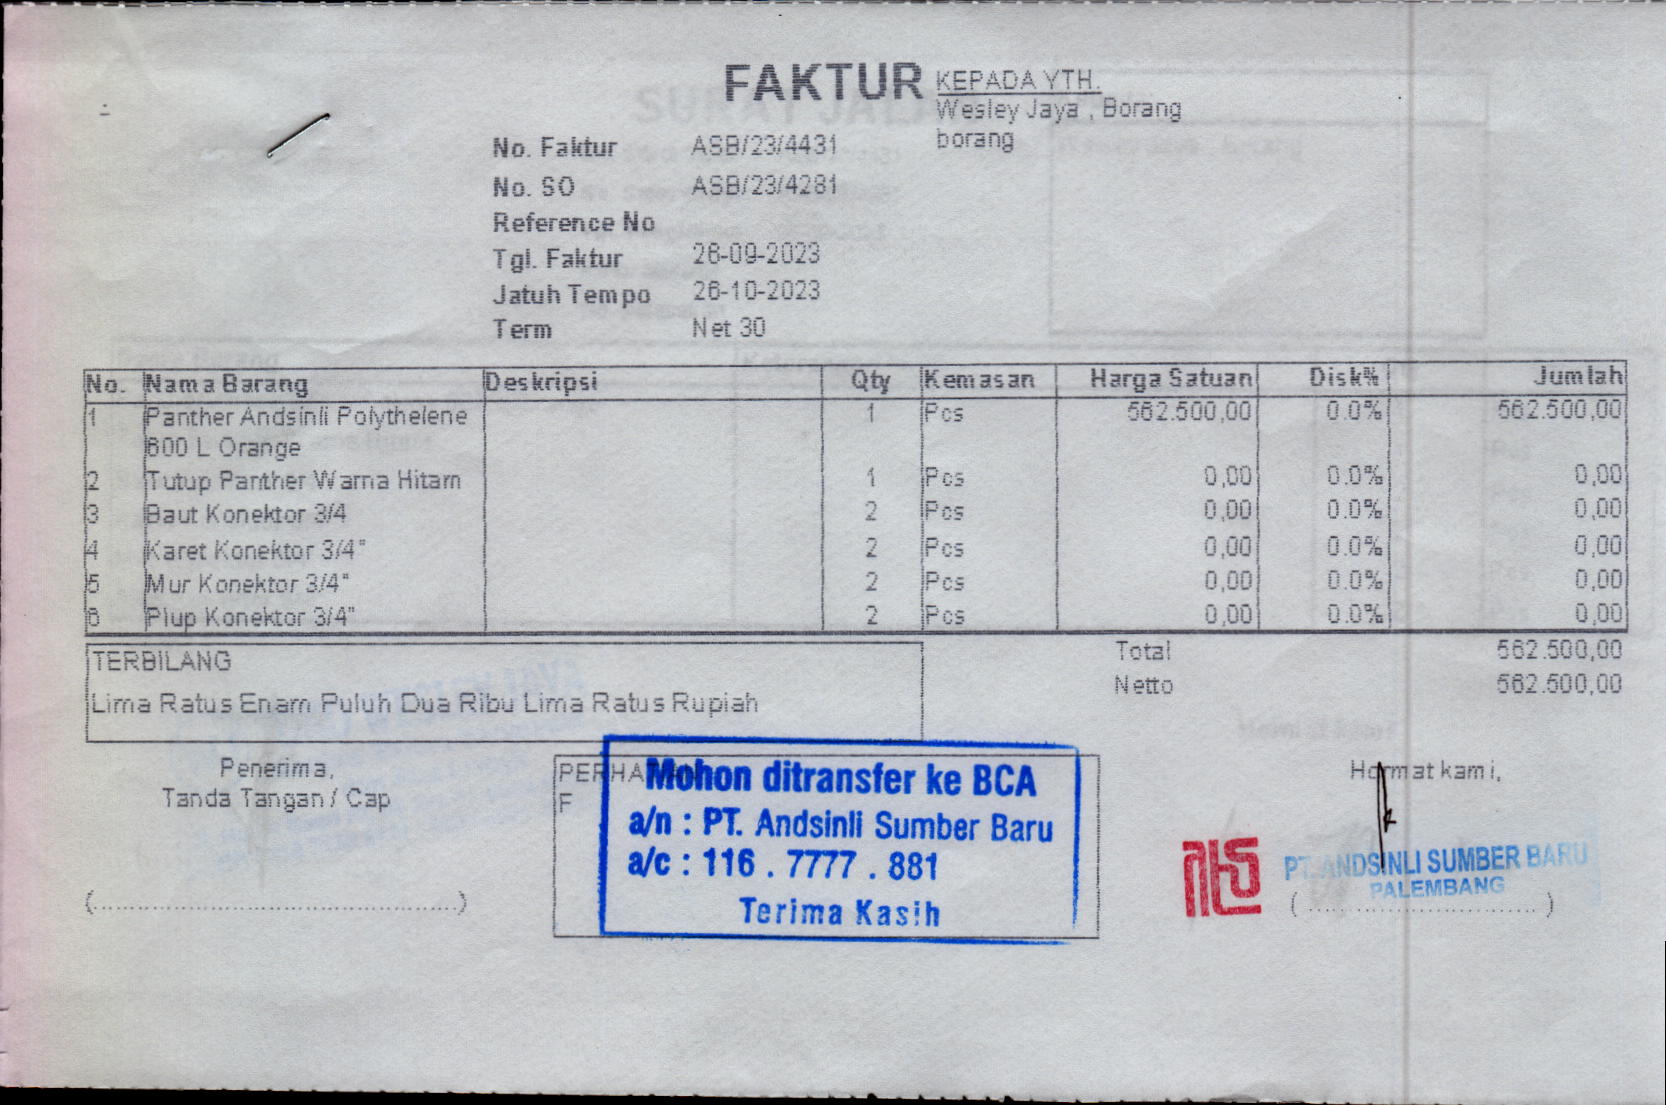 FAKTUR
KEPADA YTH.
Wesley Jaya , Borang
borang
No. Faktur ASB/23/4431
No. SO ASB/23/4281
Reference No
Tgl. Faktur 26-09-2023
Jatuh Tempo 26-10-2023
Term Net 30
No. Nama Barang Deskripsi Qty Kemasan Harga Satuan Disk% Jumlah
1 Panther Andsinli Polythelene 1 Pcs 562.500,00 0.0% 562.500,00
600 L Orange
2 Tutup Panther Warna Hitam 1 Pcs 0,00 0.0% 0,00
3 Baut Konektor 3/4 2 Pcs 0,00 0.0% 0,00
4 Karet Konektor 3/4" 2 Pcs 0,00 0.0% 0,00
5 Mur Konektor 3/4" 2 Pcs 0,00 0.0% 0,00
6 Plup Konektor 3/4" 2 Pcs 0,00 0.0% 0,00
Total 562.500,00
Netto 562.500,00
TERBILANG
Lima Ratus Enam Puluh Dua Ribu Lima Ratus Rupiah
Penerima,
Tanda Tangan / Cap
(................................................)
F
Mohon ditransfer ke BCA
a/n : PT. Andsinli Sumber Baru
a/c : 116 . 7777 . 881
Terima Kasih
Hormat kami,
PT. ANDSINLI SUMBER BARU
PALEMBANG
( ................................ )